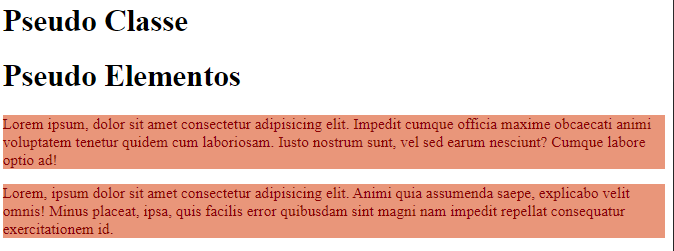 Pseudo Classe
Pseudo Elementos
Lorem ipsum, dolor sit amet consectetur adipisicing elit. Impedit cumque officia maxime obcaecati animi
voluptatem tenetur quidem cum laboriosam. Iusto nostrum sunt, vel sed earum nesciunt? Cumque labore
optio ad!
Lorem, ipsum dolor sit amet consectetur adipisicing elit. Animi quia assumenda saepe, explicabo velit
omnis! Minus placeat, ipsa, quis facilis error quibusdam sint magni nam impedit repellat consequatur
exercitationem id.